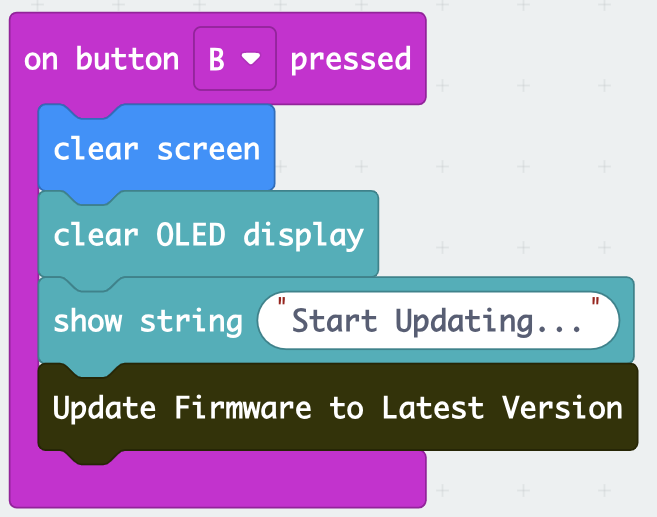 on button B pressed
clear screen
clear OLED display
show string "Start Updating..."
Update Firmware to Latest Version